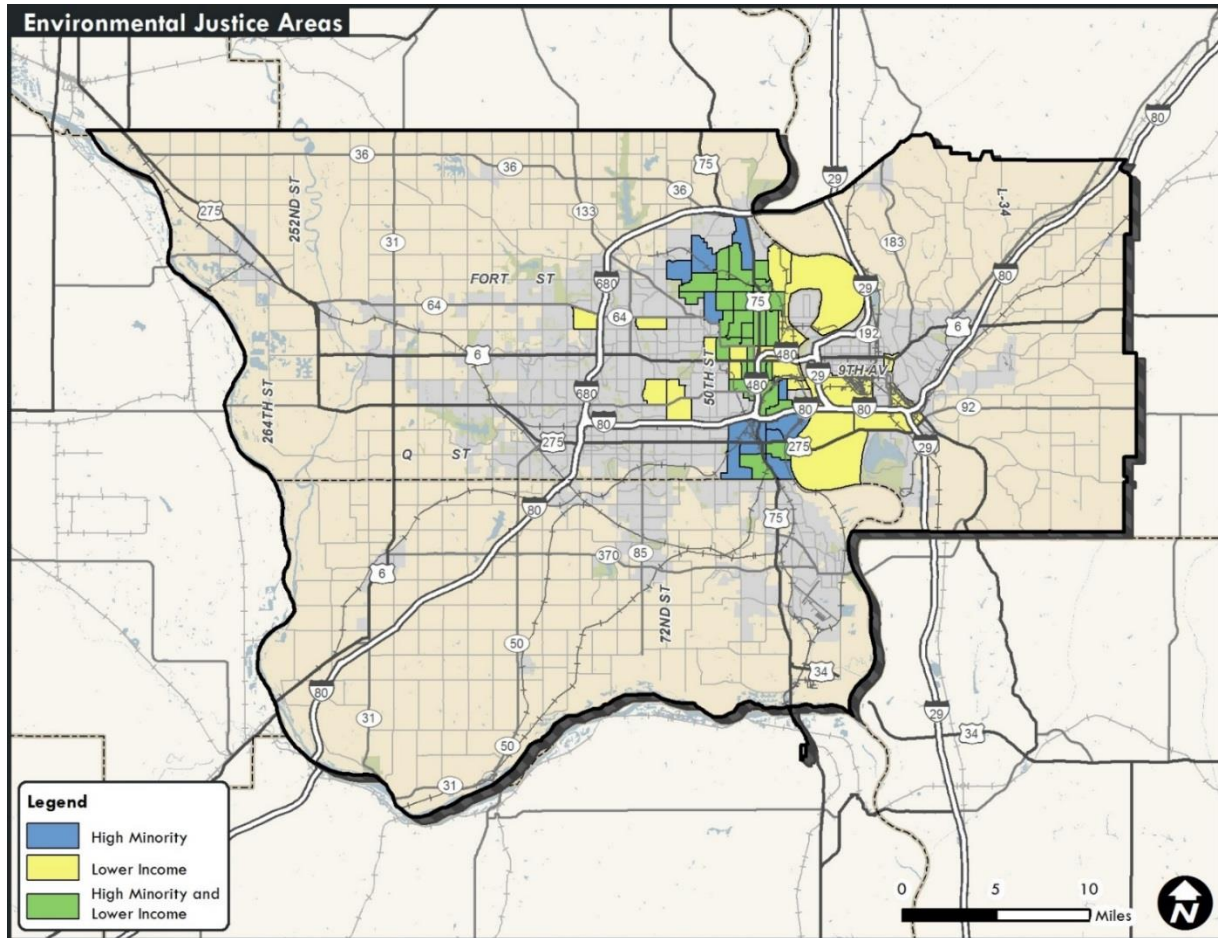 Environmental Justice Areas
80
29
36
36
75
36
252ND ST
275
133
29
L-34
31
183
80
FORT ST
680
29
64
64
75
6
192
6
480
50TH ST
29
9TH AV
264TH ST
680
480
80
80
92
80
275
275
29
Q ST
80
75
370
85
6
72ND ST
50
34
80
29
31
34
50
31
Legend
High Minority
Lower Income
High Minority and
Lower Income
0 5 10
Miles
N